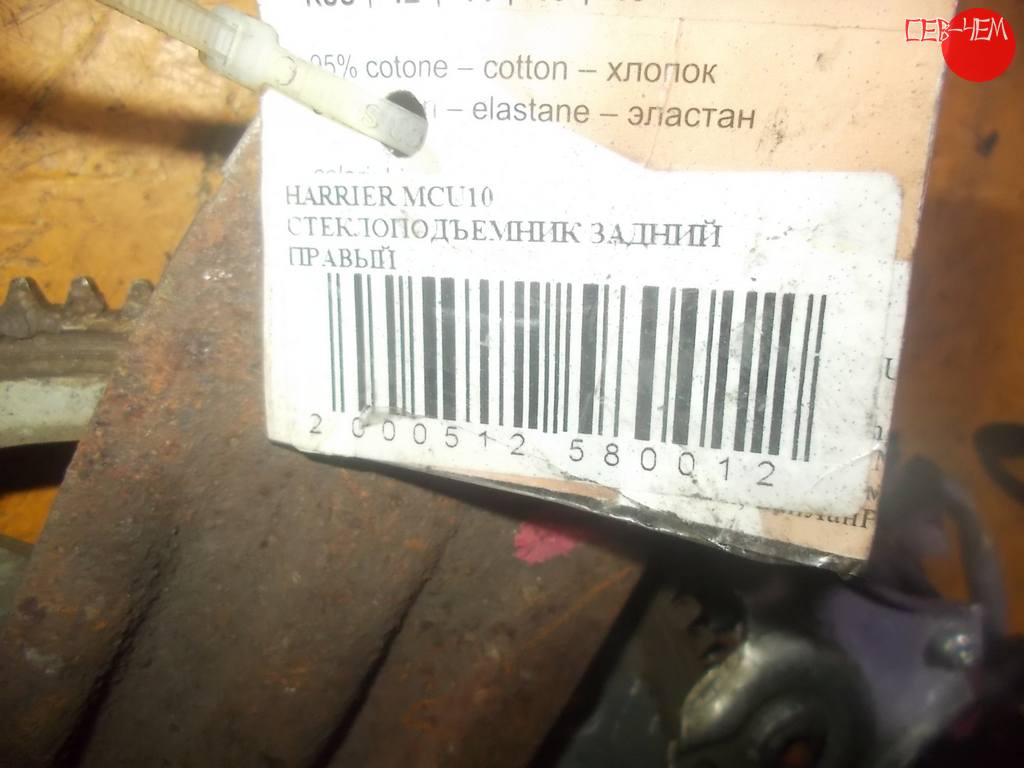 СЕВ-ЧЕМ
95% cotone – cotton – хлопок
– elastane – эластан
HARRIER MCU10
СТЕКЛОПОДЪЕМНИК ЗАДНИЙ
ПРАВЫЙ
2 000512 580012